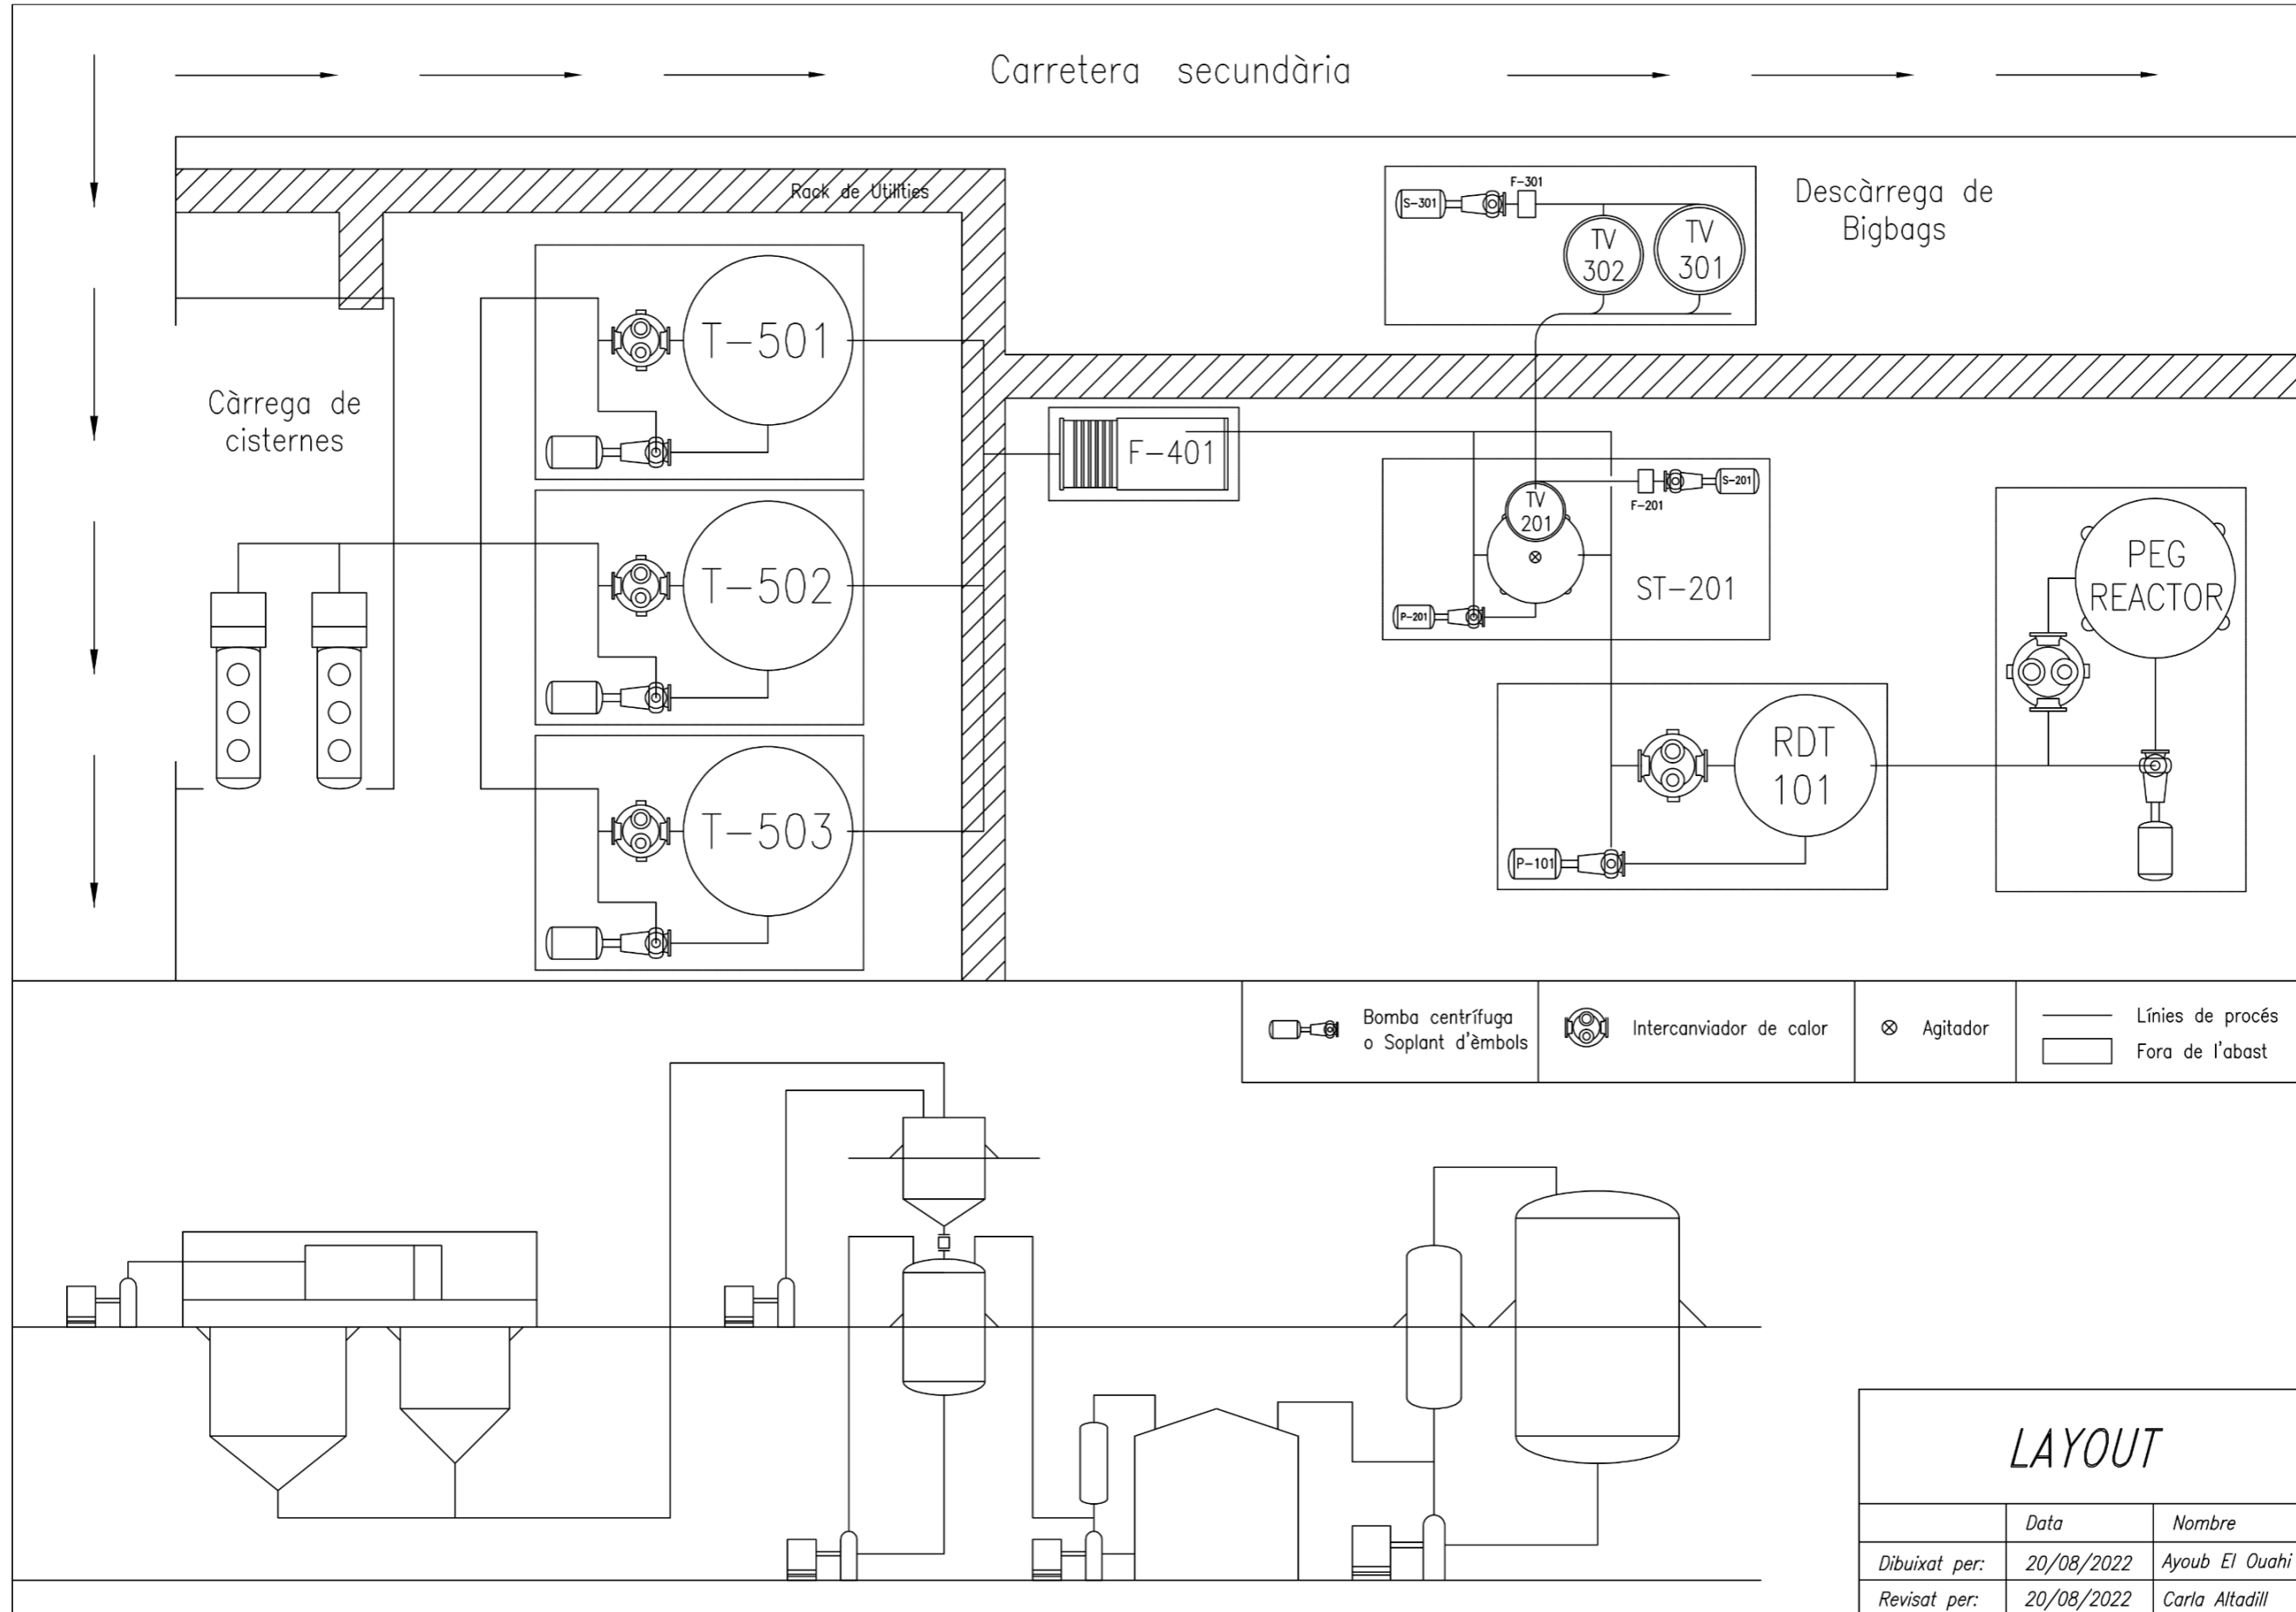 Carretera secundària
Rack de Utilities
S-301
F-301
TV
302
TV
301
Descàrrega de
Bigbags
T-501
Càrrega de
cisternes
F-401
TV
201
F-201
S-201
P-201
ST-201
T-502
PEG
REACTOR
RDT
101
P-101
T-503
Bomba centrífuga
o Soplant d'èmbols
Intercanviador de calor
Agitador
Línies de procés
Fora de l'abast
LAYOUT
Data Nombre
Dibuixat per: 20/08/2022 Ayoub El Ouahi
Revisat per: 20/08/2022 Carla Altadill